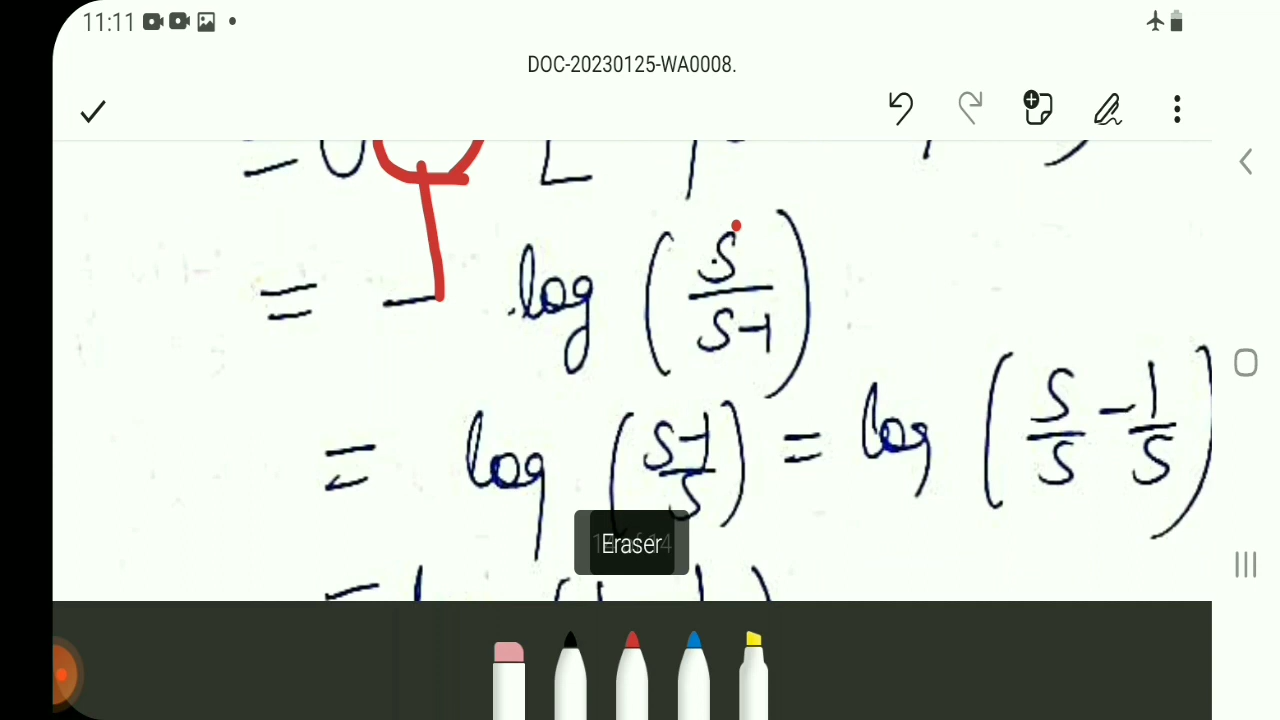 11:11
DOC-20230125-WA0008.
= - log (s/s-1)
= log (s-1/s) = log (s/s - 1/s)
Eraser